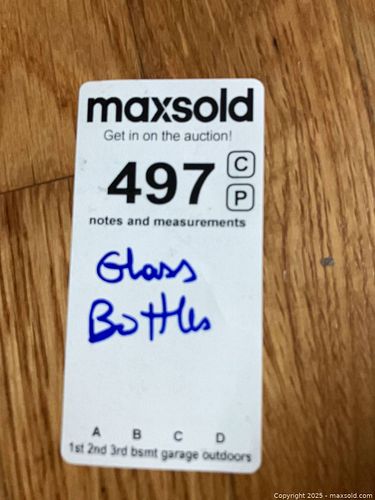 maxsold
Get in on the auction!
497 C
P
notes and measurements
Glass
Bottles
A B C D
1st 2nd 3rd bsmt garage outdoors
Copyright 2025 - maxsold.com